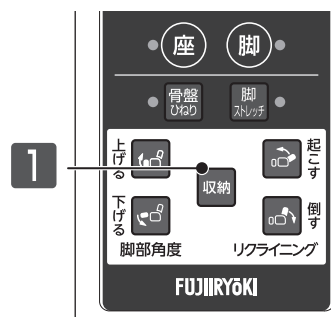 座 脚
骨盤
ひねり
脚
ストレッチ
上げる
起こす
1
収納
下げる
倒す
脚部角度 リクライニング
FUJIIRYOKI